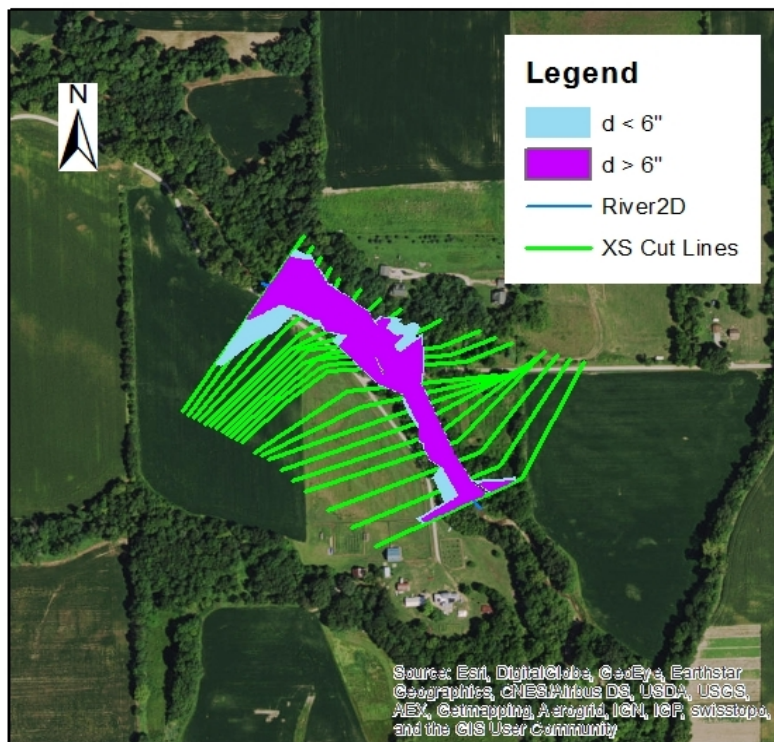 N
Legend
d < 6"
d > 6"
River2D
XS Cut Lines
Source: Esri, DigitalGlobe, GeoEye, Earthstar
Geographics, CNES/Airbus DS, USDA, USGS,
AEX, Getmapping, Aerogrid, IGN, IGP, swisstopo,
and the GIS User Community